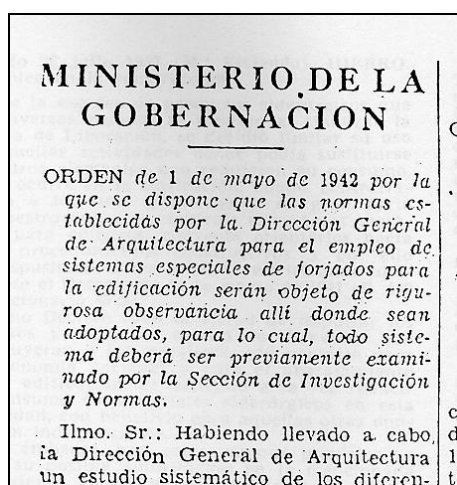 MINISTERIO DE LA
GOBERNACION
ORDEN de 1 de mayo de 1942 por la
que se dispone que las normas es-
tablecidas por la Dirección General
de Arquitectura para el empleo de
sistemas especiales de forjados para
la edificación serán objeto de rigu-
rosa observancia allí donde sean
adoptados, para lo cual, todo siste-
ma deberá ser previamente exami-
nado por la Sección de Investigación
y Normas.
Ilmo. Sr.: Habiendo llevado a cabo
la Dirección General de Arquitectura
un estudio sistemático de los diferen-